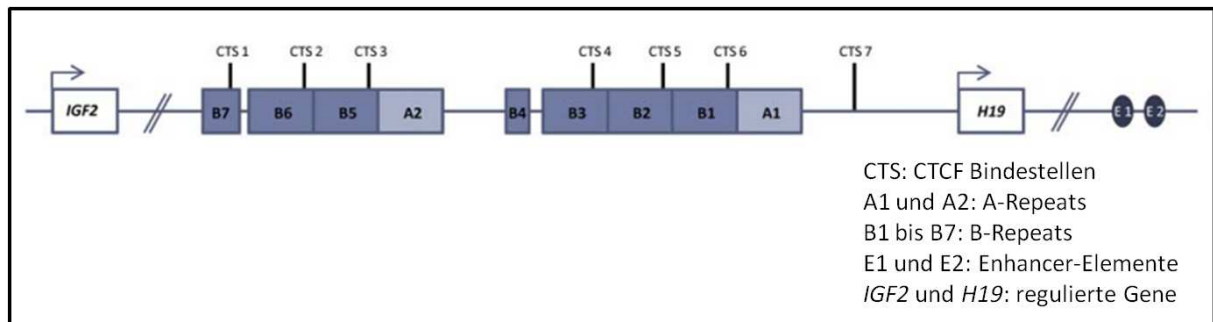 CTS 1 CTS 2 CTS 3 CTS 4 CTS 5 CTS 6 CTS 7
IGF2 B7 B6 B5 A2 B4 B3 B2 B1 A1 H19 E 1 E 2
CTS: CTCF Bindestellen
A1 und A2: A-Repeats
B1 bis B7: B-Repeats
E1 und E2: Enhancer-Elemente
IGF2 und H19: regulierte Gene